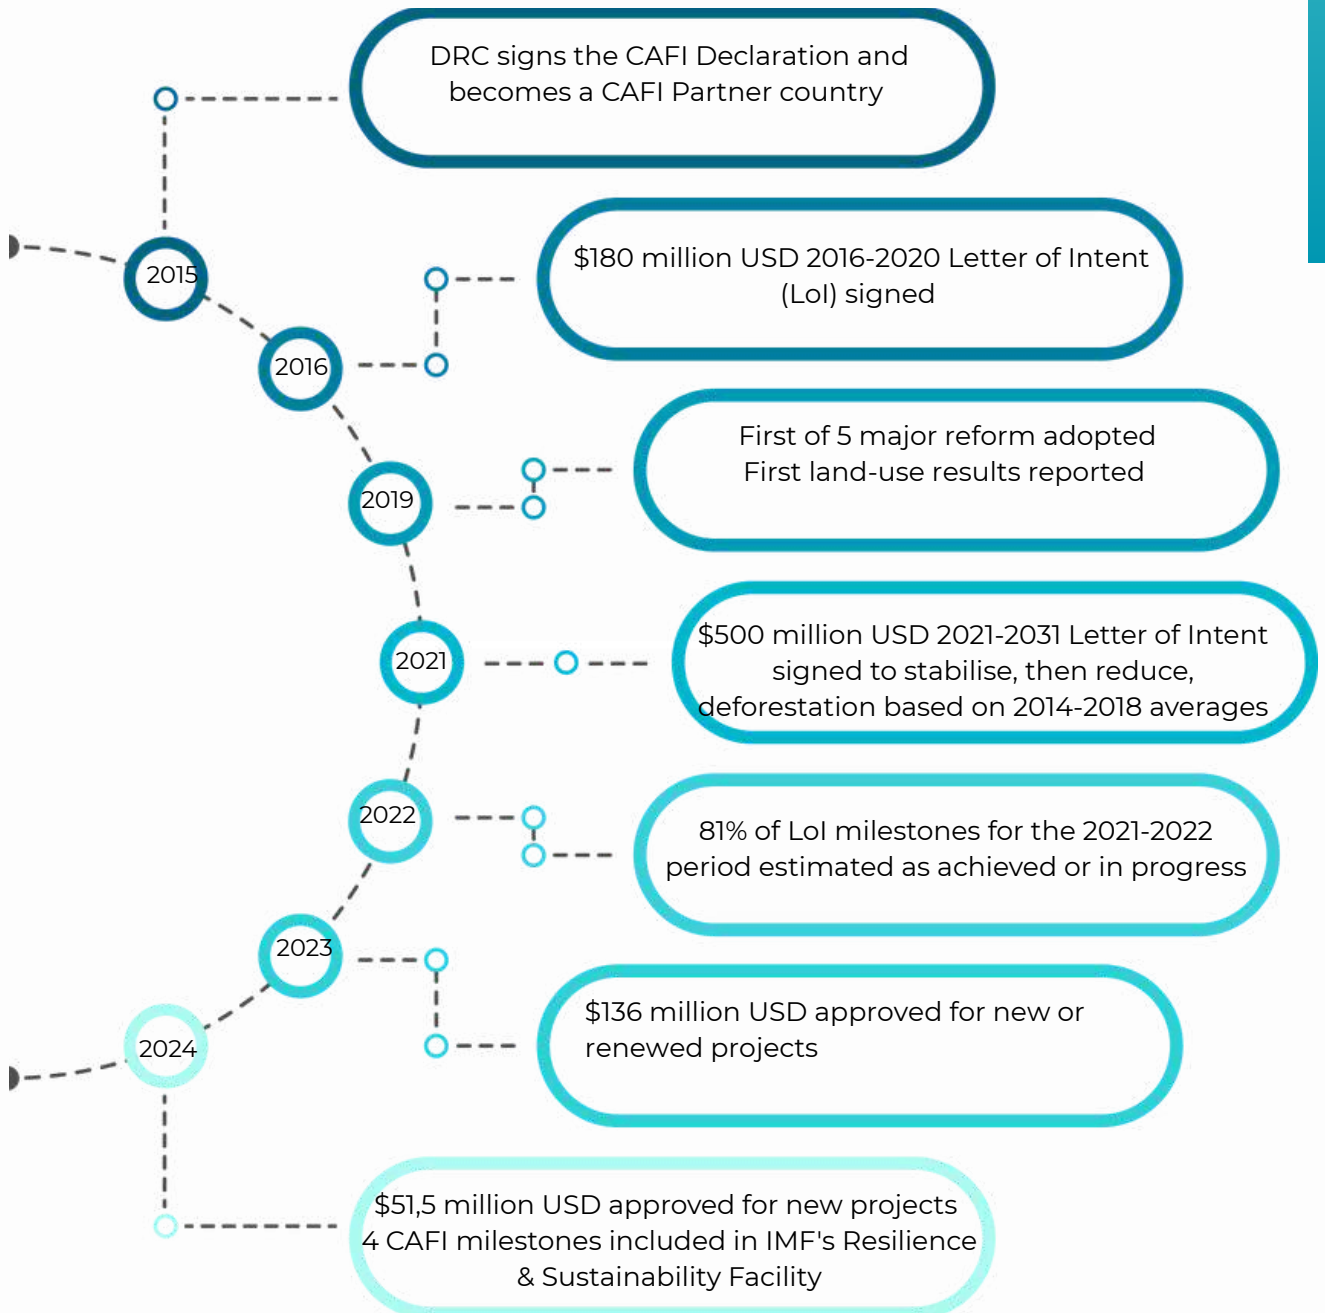 DRC signs the CAFI Declaration and
becomes a CAFI Partner country
2015
$180 million USD 2016-2020 Letter of Intent
(LoI) signed
2016
First of 5 major reform adopted
First land-use results reported
2019
$500 million USD 2021-2031 Letter of Intent
signed to stabilise, then reduce,
deforestation based on 2014-2018 averages
2021
81% of LoI milestones for the 2021-2022
period estimated as achieved or in progress
2022
$136 million USD approved for new or
renewed projects
2023
2024
$51,5 million USD approved for new projects
4 CAFI milestones included in IMF's Resilience
& Sustainability Facility